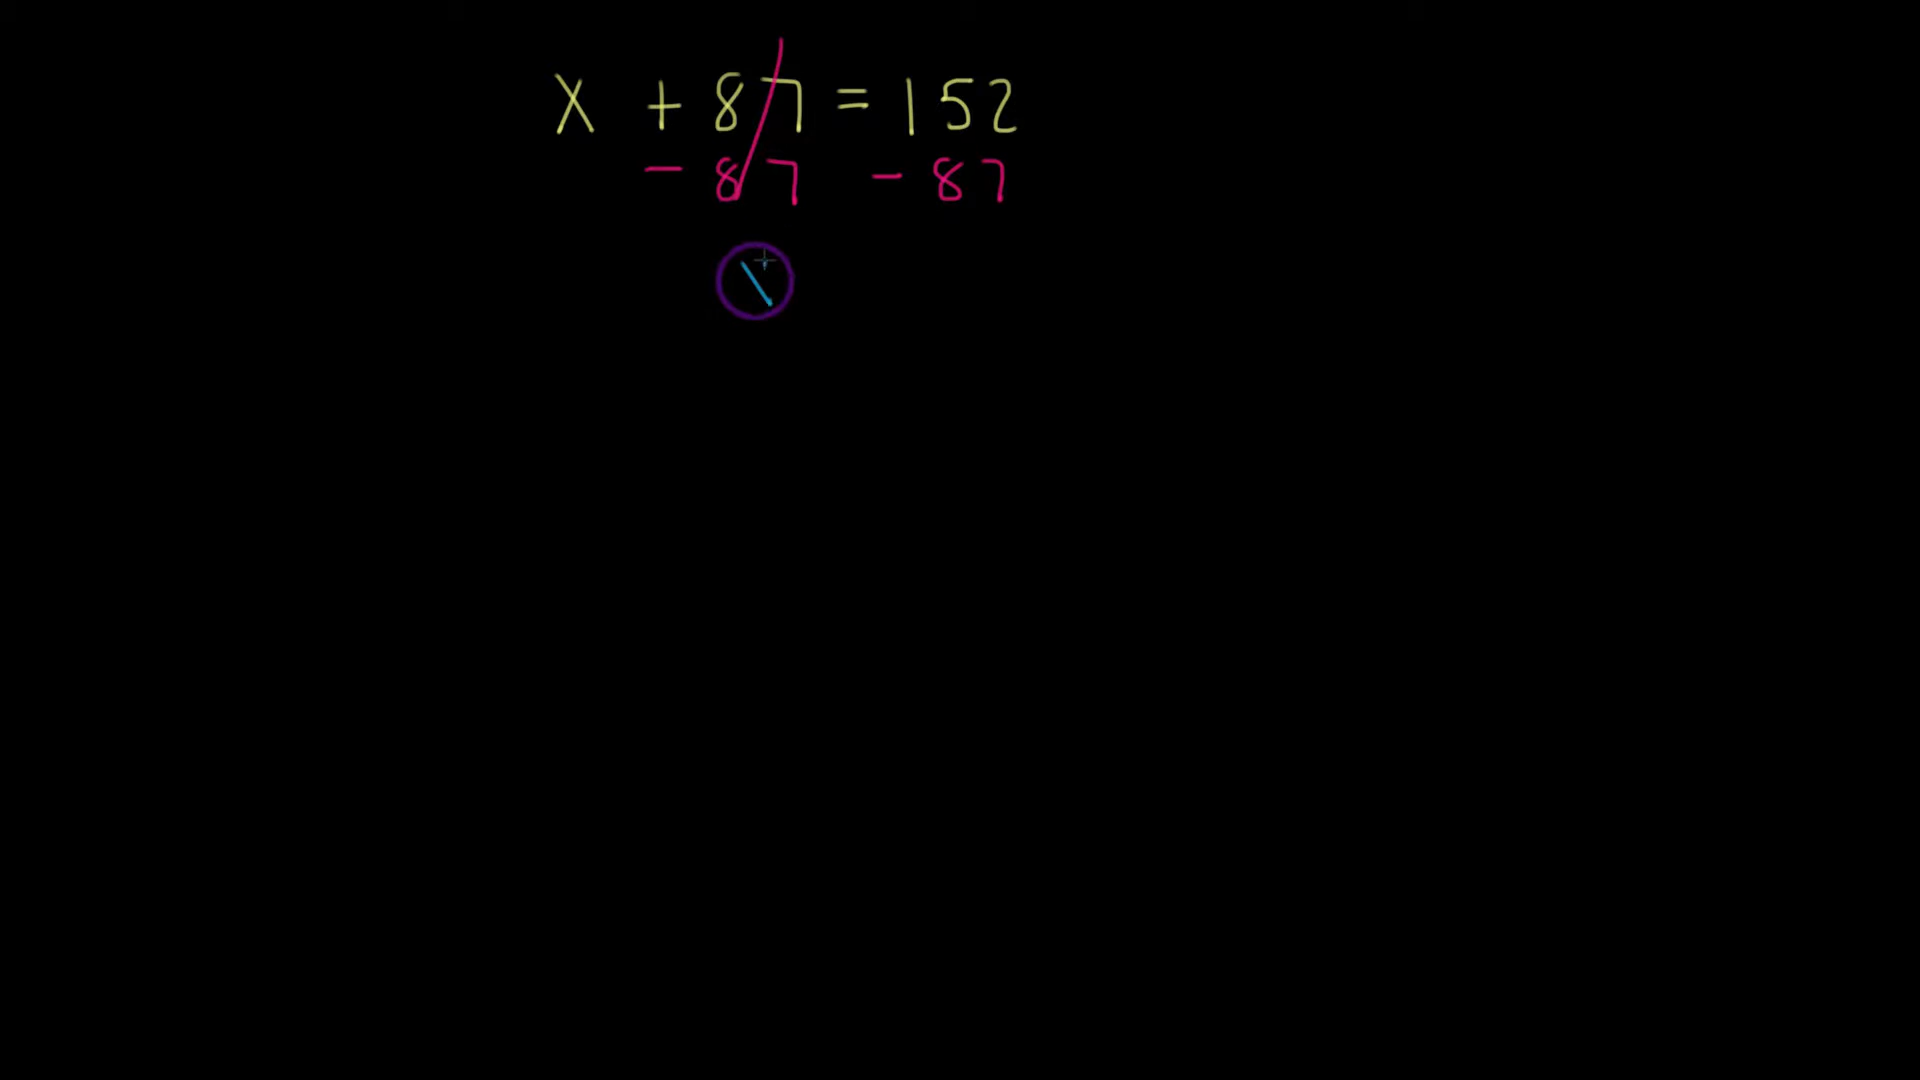 x + 87 = 152
- 87 - 87